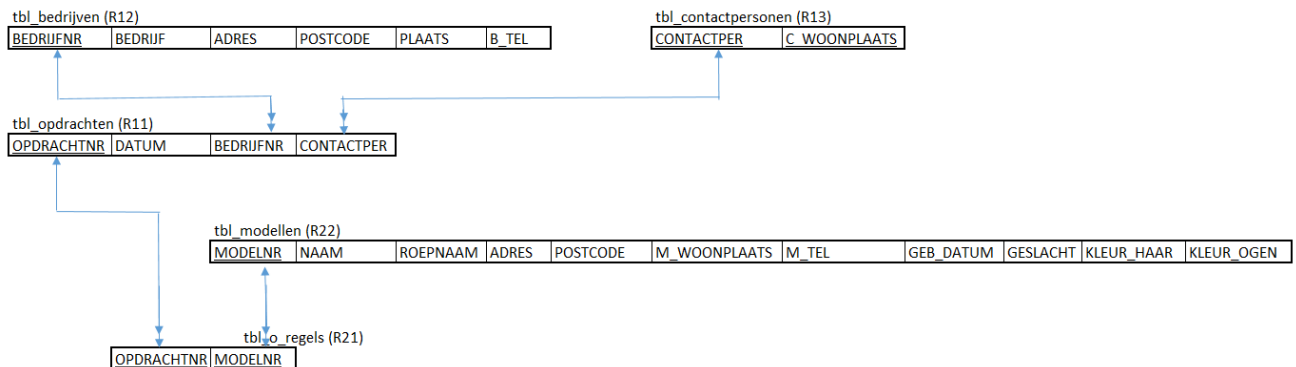 tbl_bedrijven (R12) tbl_contactpersonen (R13)
BEDRIJFNR BEDRIJF ADRES POSTCODE PLAATS B_TEL CONTACTPER C_WOONPLAATS
tbl_opdrachten (R11)
OPDRACHTNR DATUM BEDRIJFNR CONTACTPER
tbl_modellen (R22)
MODELNR NAAM ROEPNAAM ADRES POSTCODE M_WOONPLAATS M_TEL GEB_DATUM GESLACHT KLEUR_HAAR KLEUR_OGEN
tbl_o_regels (R21)
OPDRACHTNR MODELNR